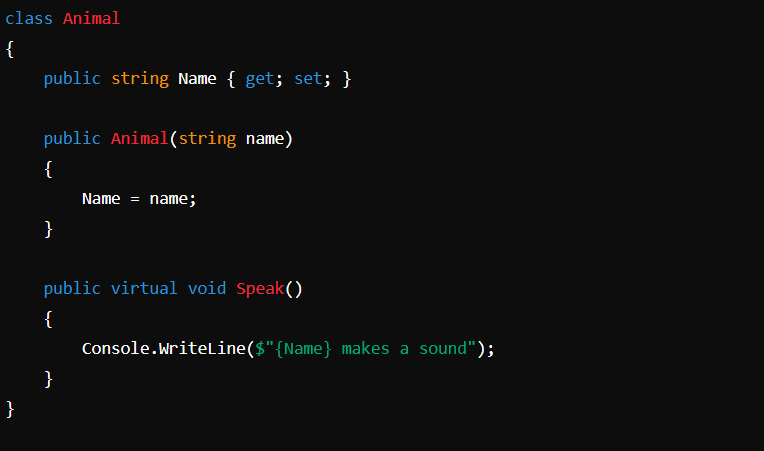 class Animal
{
    public string Name { get; set; }

    public Animal(string name)
    {
        Name = name;
    }

    public virtual void Speak()
    {
        Console.WriteLine($"{Name} makes a sound");
    }
}